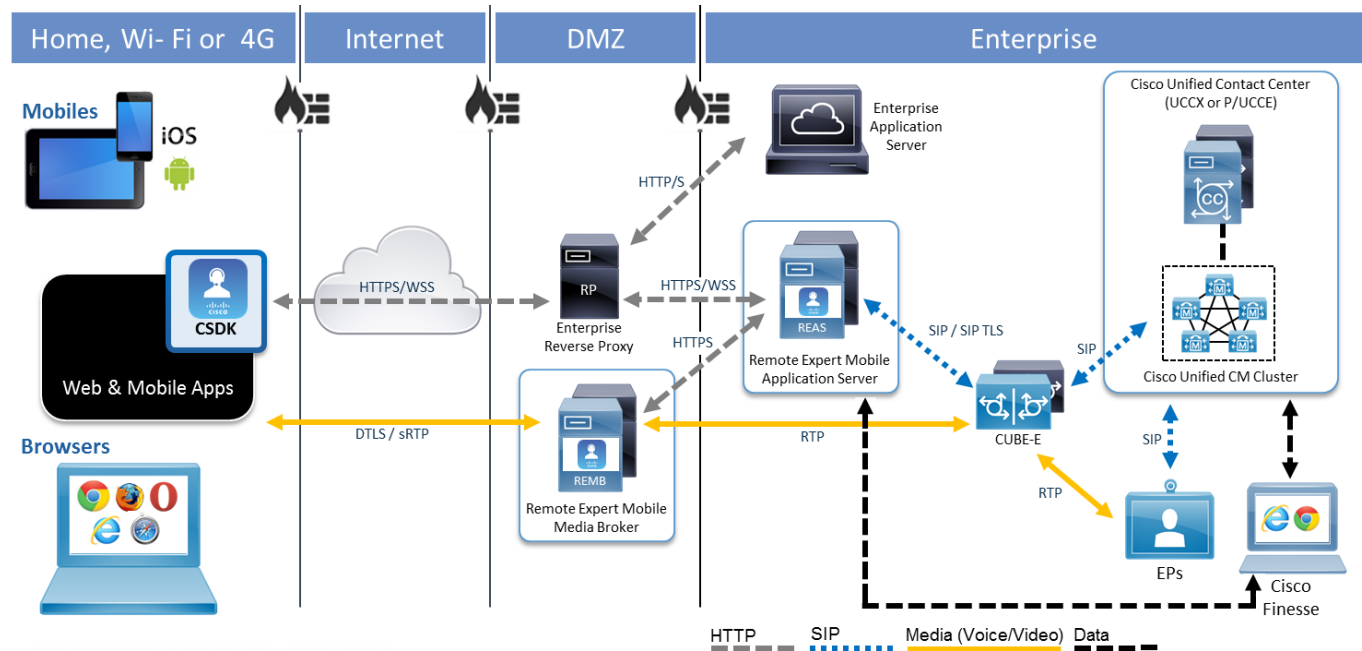 Home, Wi- Fi or 4G
Internet
DMZ
Enterprise
Mobiles
iOS
Enterprise
Application
Server
Cisco Unified Contact Center
(UCCX or P/UCCE)
CC
HTTP/S
CISCO
CSDK
Web & Mobile Apps
HTTPS/WSS
RP
Enterprise
Reverse Proxy
HTTPS/WSS
HTTPS
REAS
Remote Expert Mobile
Application Server
SIP / SIP TLS
SIP
M
M
M
M
M
Cisco Unified CM Cluster
DTLS / sRTP
REMB
Remote Expert Mobile
Media Broker
RTP
CUBE-E
SIP
RTP
Browsers
EPs
Cisco
Finesse
HTTP
SIP
Media (Voice/Video)
Data